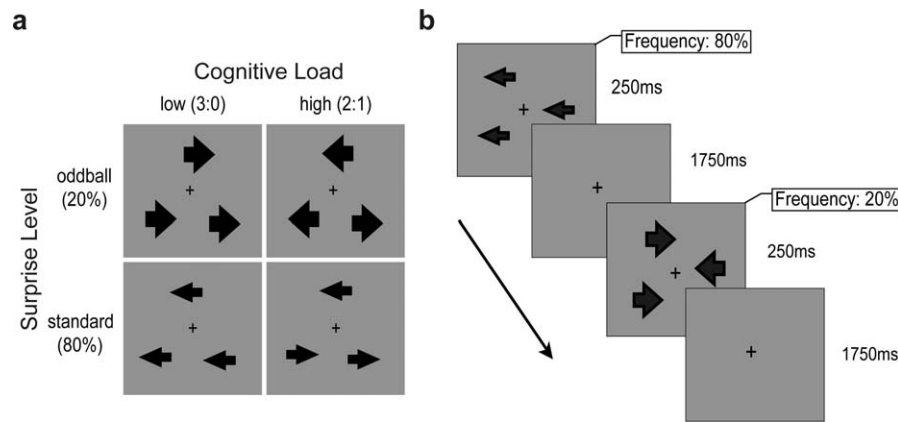 a
Cognitive Load
low (3:0) high (2:1)
Surprise Level
oddball
(20%)
standard
(80%)
b
Frequency: 80%
250ms
1750ms
Frequency: 20%
250ms
1750ms